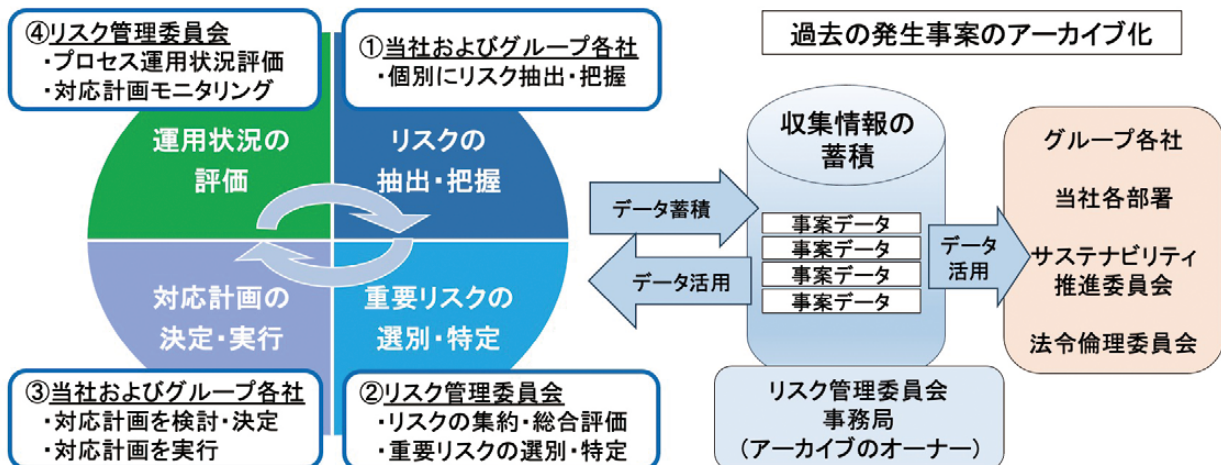 ④リスク管理委員会
・プロセス運用状況評価
・対応計画モニタリング
①当社およびグループ各社
・個別にリスク抽出・把握
運用状況の
評価
リスクの
抽出・把握
対応計画の
決定・実行
重要リスクの
選別・特定
③当社およびグループ各社
・対応計画を検討・決定
・対応計画を実行
②リスク管理委員会
・リスクの集約・総合評価
・重要リスクの選別・特定
過去の発生事案のアーカイブ化
収集情報の
蓄積
データ蓄積
データ活用
事案データ
事案データ
事案データ
事案データ
データ
活用
グループ各社
当社各部署
サステナビリティ
推進委員会
法令倫理委員会
リスク管理委員会
事務局
(アーカイブのオーナー)